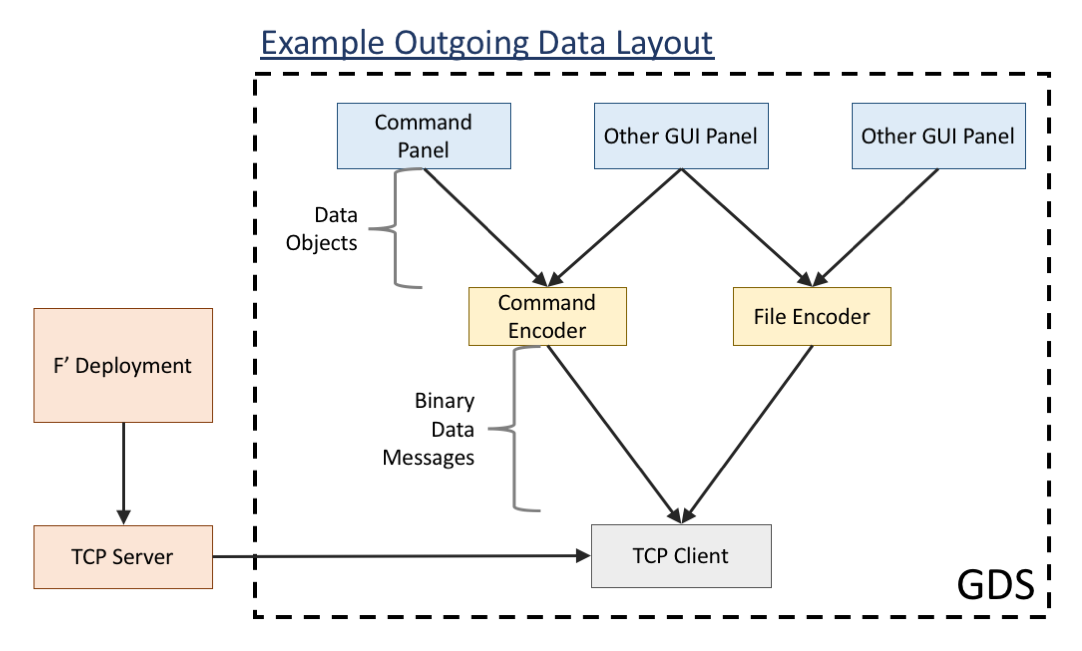 Example Outgoing Data Layout
Command
Panel
Other GUI Panel
Other GUI Panel
Data
Objects
Command
Encoder
File Encoder
F’ Deployment
Binary
Data
Messages
TCP Server
TCP Client
GDS